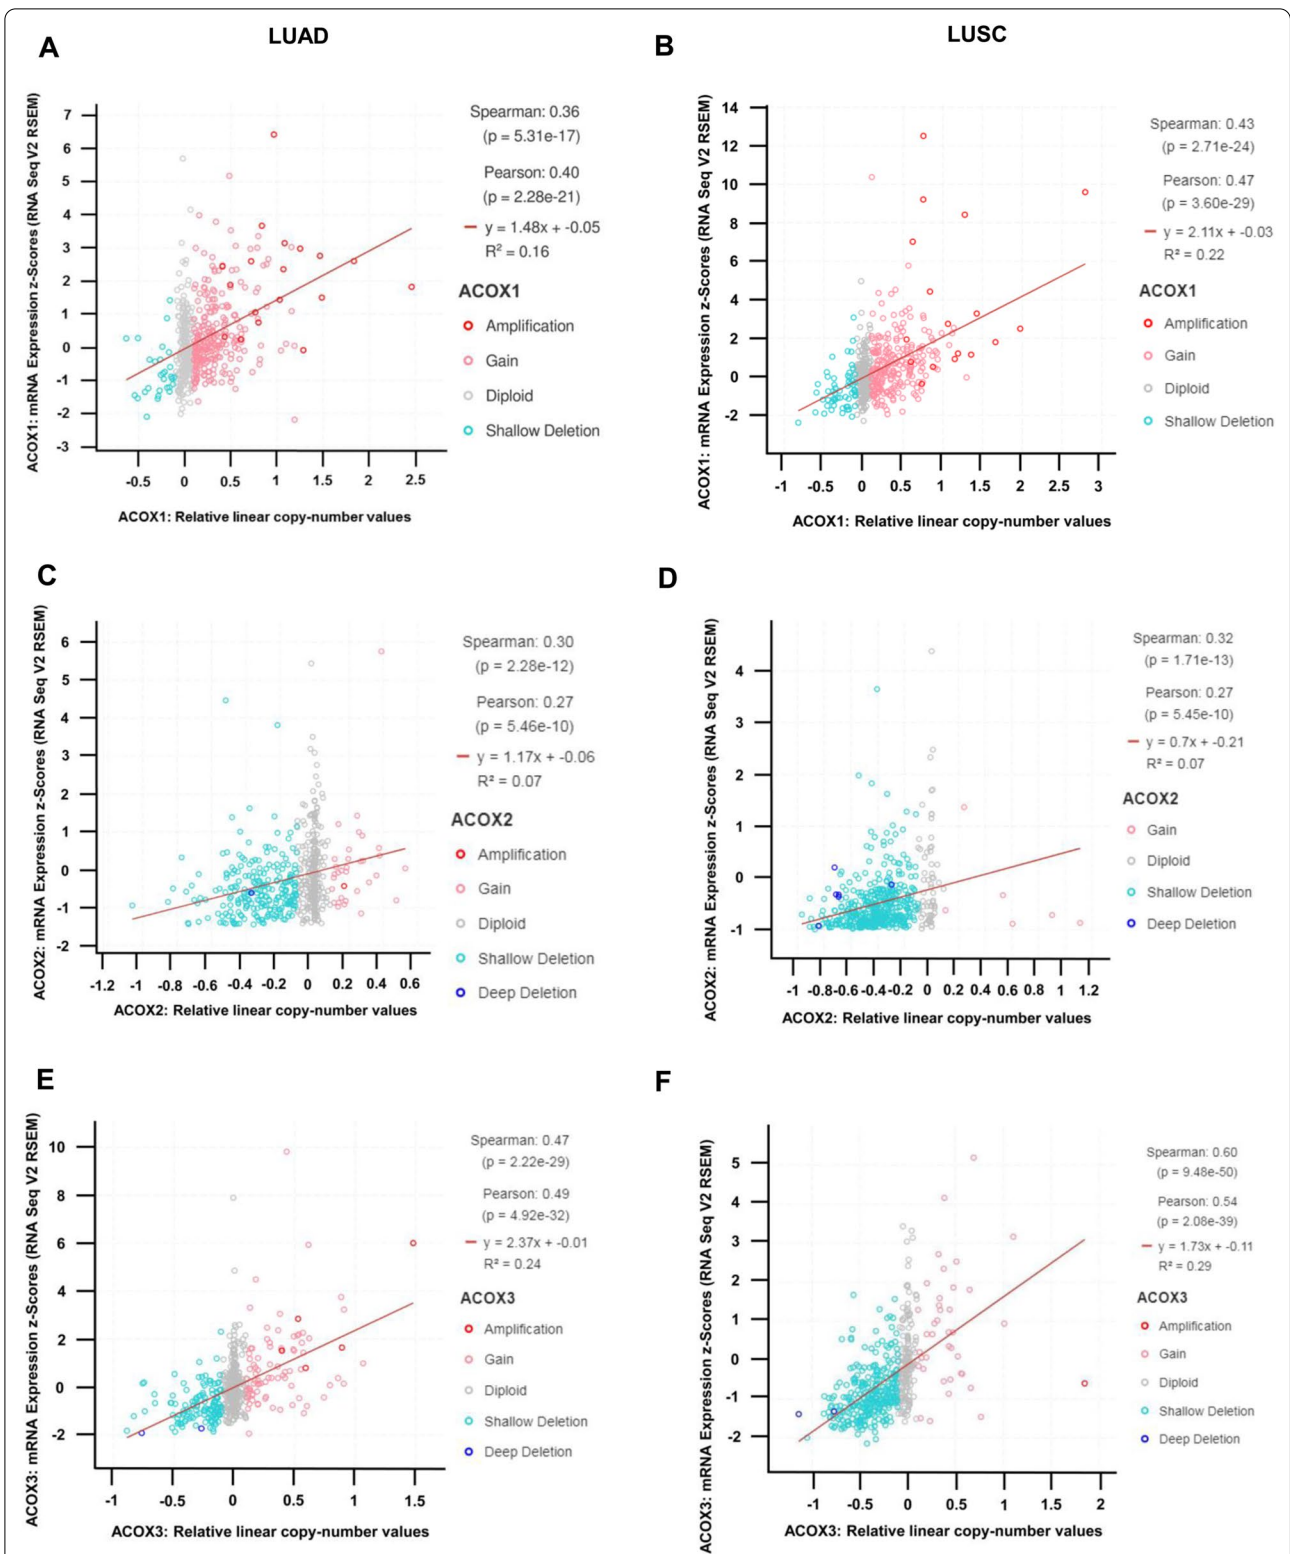 LUAD
LUSC
A
ACOX1: mRNA Expression z-Scores (RNA Seq V2 RSEM)
7
6
5
4
3
2
1
0
-1
-2
-3
-0.5 0 0.5 1 1.5 2 2.5
ACOX1: Relative linear copy-number values
Spearman: 0.36
(p = 5.31e-17)
Pearson: 0.40
(p = 2.28e-21)
y = 1.48x + -0.05
R² = 0.16
ACOX1
Amplification
Gain
Diploid
Shallow Deletion
B
ACOX1: mRNA Expression z-Scores (RNA Seq V2 RSEM)
14
12
10
8
6
4
2
0
-2
-1 -0.5 0 0.5 1 1.5 2 2.5 3
ACOX1: Relative linear copy-number values
Spearman: 0.43
(p = 2.71e-24)
Pearson: 0.47
(p = 3.60e-29)
y = 2.11x + -0.03
R² = 0.22
ACOX1
Amplification
Gain
Diploid
Shallow Deletion
C
ACOX2: mRNA Expression z-Scores (RNA Seq V2 RSEM)
6
5
4
3
2
1
0
-1
-2
-1.2 -1 -0.8 -0.6 -0.4 -0.2 0 0.2 0.4 0.6
ACOX2: Relative linear copy-number values
Spearman: 0.30
(p = 2.28e-12)
Pearson: 0.27
(p = 5.46e-10)
y = 1.17x + -0.06
R² = 0.07
ACOX2
Amplification
Gain
Diploid
Shallow Deletion
Deep Deletion
D
ACOX2: mRNA Expression z-Scores (RNA Seq V2 RSEM)
4
3
2
1
0
-1
-1 -0.8 -0.6 -0.4 -0.2 0 0.2 0.4 0.6 0.8 1 1.2
ACOX2: Relative linear copy-number values
Spearman: 0.32
(p = 1.71e-13)
Pearson: 0.27
(p = 5.45e-10)
y = 0.7x + -0.21
R² = 0.07
ACOX2
Gain
Diploid
Shallow Deletion
Deep Deletion
E
ACOX3: mRNA Expression z-Scores (RNA Seq V2 RSEM)
10
8
6
4
2
0
-2
-1 -0.5 0 0.5 1 1.5
ACOX3: Relative linear copy-number values
Spearman: 0.47
(p = 2.22e-29)
Pearson: 0.49
(p = 4.92e-32)
y = 2.37x + -0.01
R² = 0.24
ACOX3
Amplification
Gain
Diploid
Shallow Deletion
Deep Deletion
F
ACOX3: mRNA Expression z-Scores (RNA Seq V2 RSEM)
5
4
3
2
1
0
-1
-2
-1 -0.5 0 0.5 1 1.5 2
ACOX3: Relative linear copy-number values
Spearman: 0.60
(p = 9.48e-50)
Pearson: 0.54
(p = 2.08e-39)
y = 1.73x + -0.11
R² = 0.29
ACOX3
Amplification
Gain
Diploid
Shallow Deletion
Deep Deletion